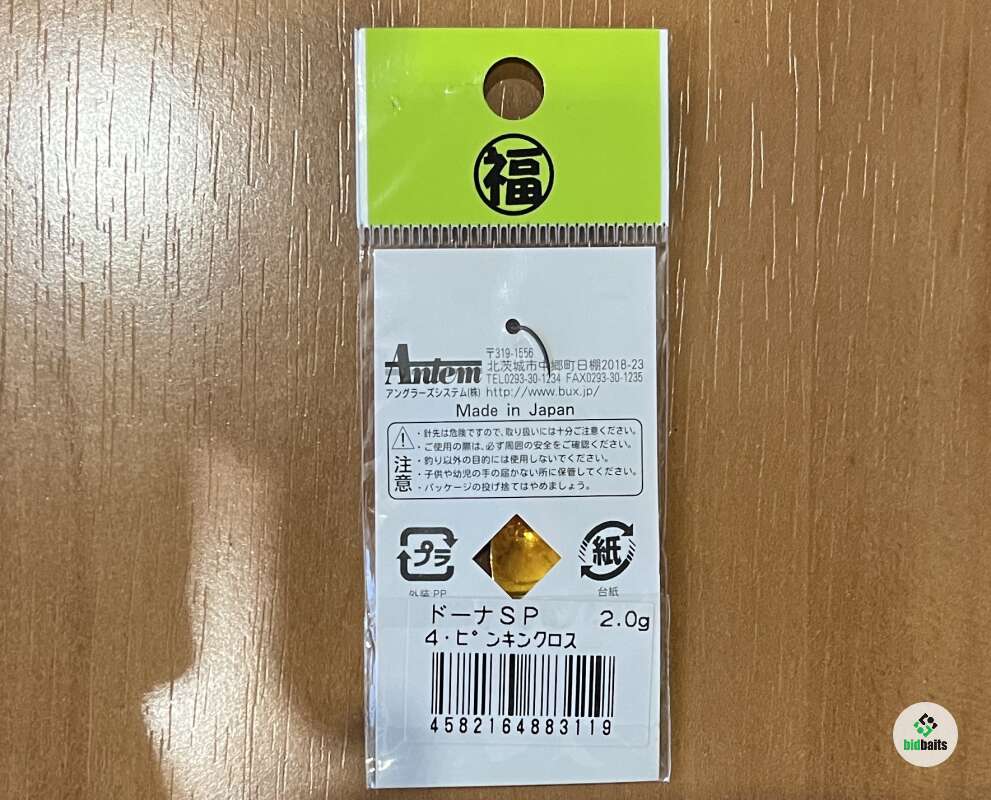 福
Antem
アングラーズシステム(株)
〒319-1556
北茨城市中郷町日棚2018-23
TEL0293-30-1234 FAX0293-30-1235
http://www.bux.jp/
Made in Japan
注意
・針先は危険ですので、取り扱いには十分ご注意ください。
・ご使用の際は、必ず周囲の安全をご確認ください。
・釣り以外の目的には使用しないでください。
・子供や幼児の手の届かない所に保管してください。
・パッケージの投げ捨てはやめましょう。
プラ
外装 PP
紙
台紙
ドーナSP 2.0g
4・ピンキンクロス
4582164883119
bidbaits